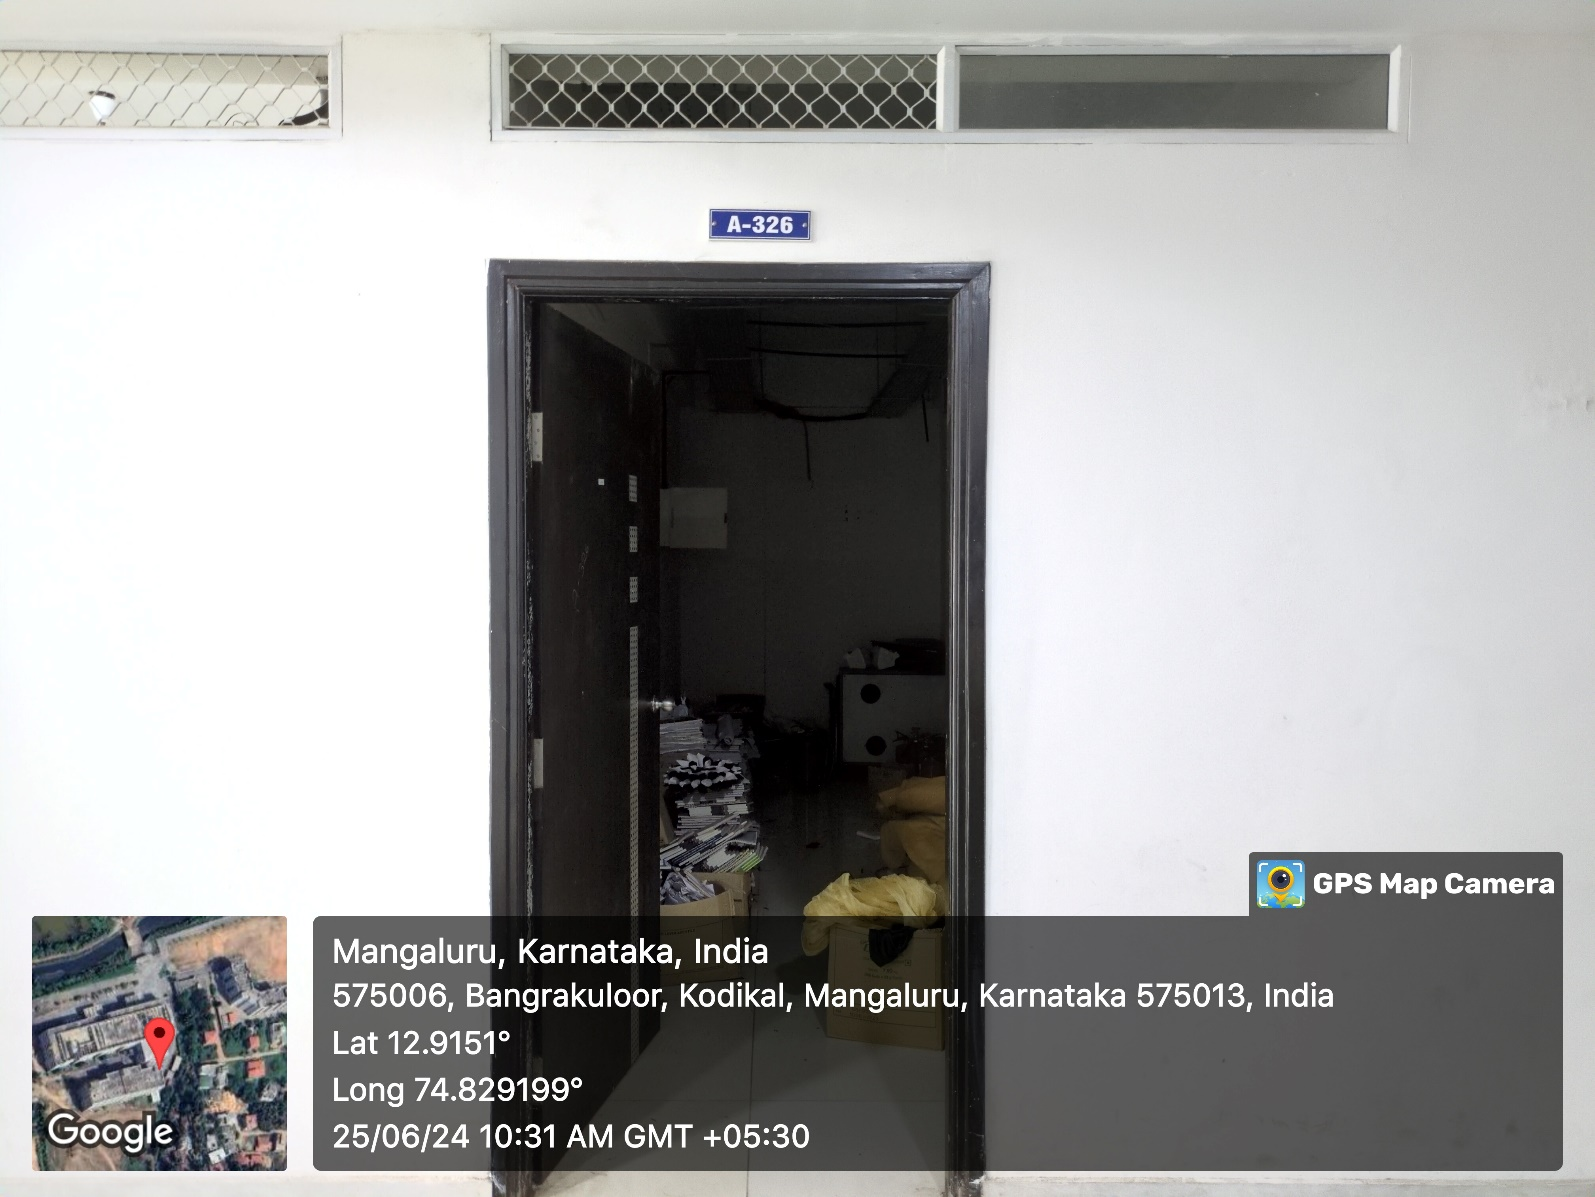 A-326
GPS Map Camera
Mangaluru, Karnataka, India
575006, Bangrakuloor, Kodikal, Mangaluru, Karnataka 575013, India
Lat 12.9151°
Long 74.829199°
25/06/24 10:31 AM GMT +05:30
Google